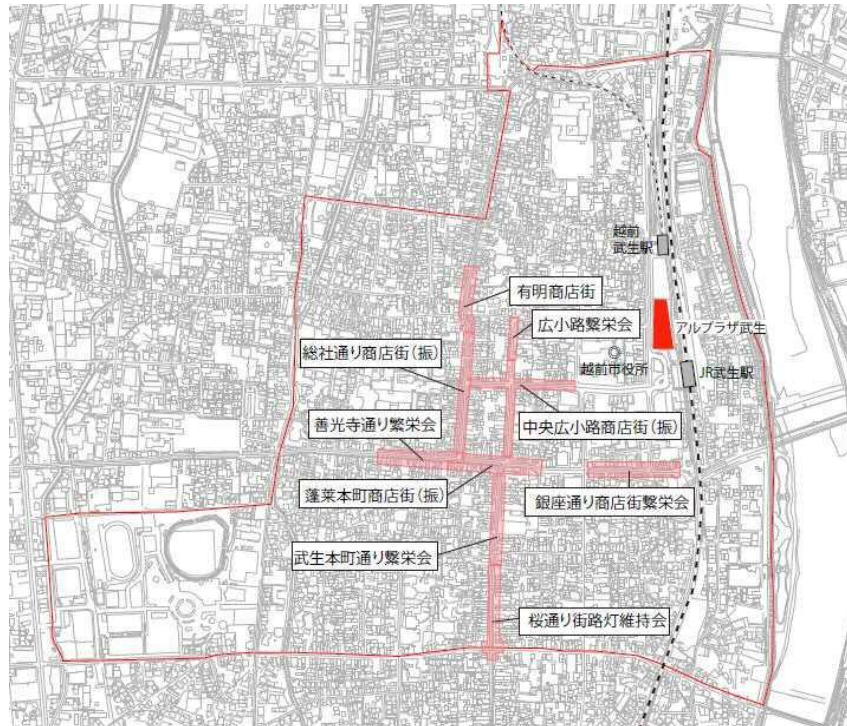 越前
武生駅
有明商店街
アルプラザ武生
広小路繋栄会
総社通り商店街(振)
越前市役所
JR武生駅
善光寺通り繁栄会
中央広小路商店街(振)
蓬莱本町商店街(振)
銀座通り商店街繋栄会
武生本町通り繋栄会
桜通り街路灯維持会